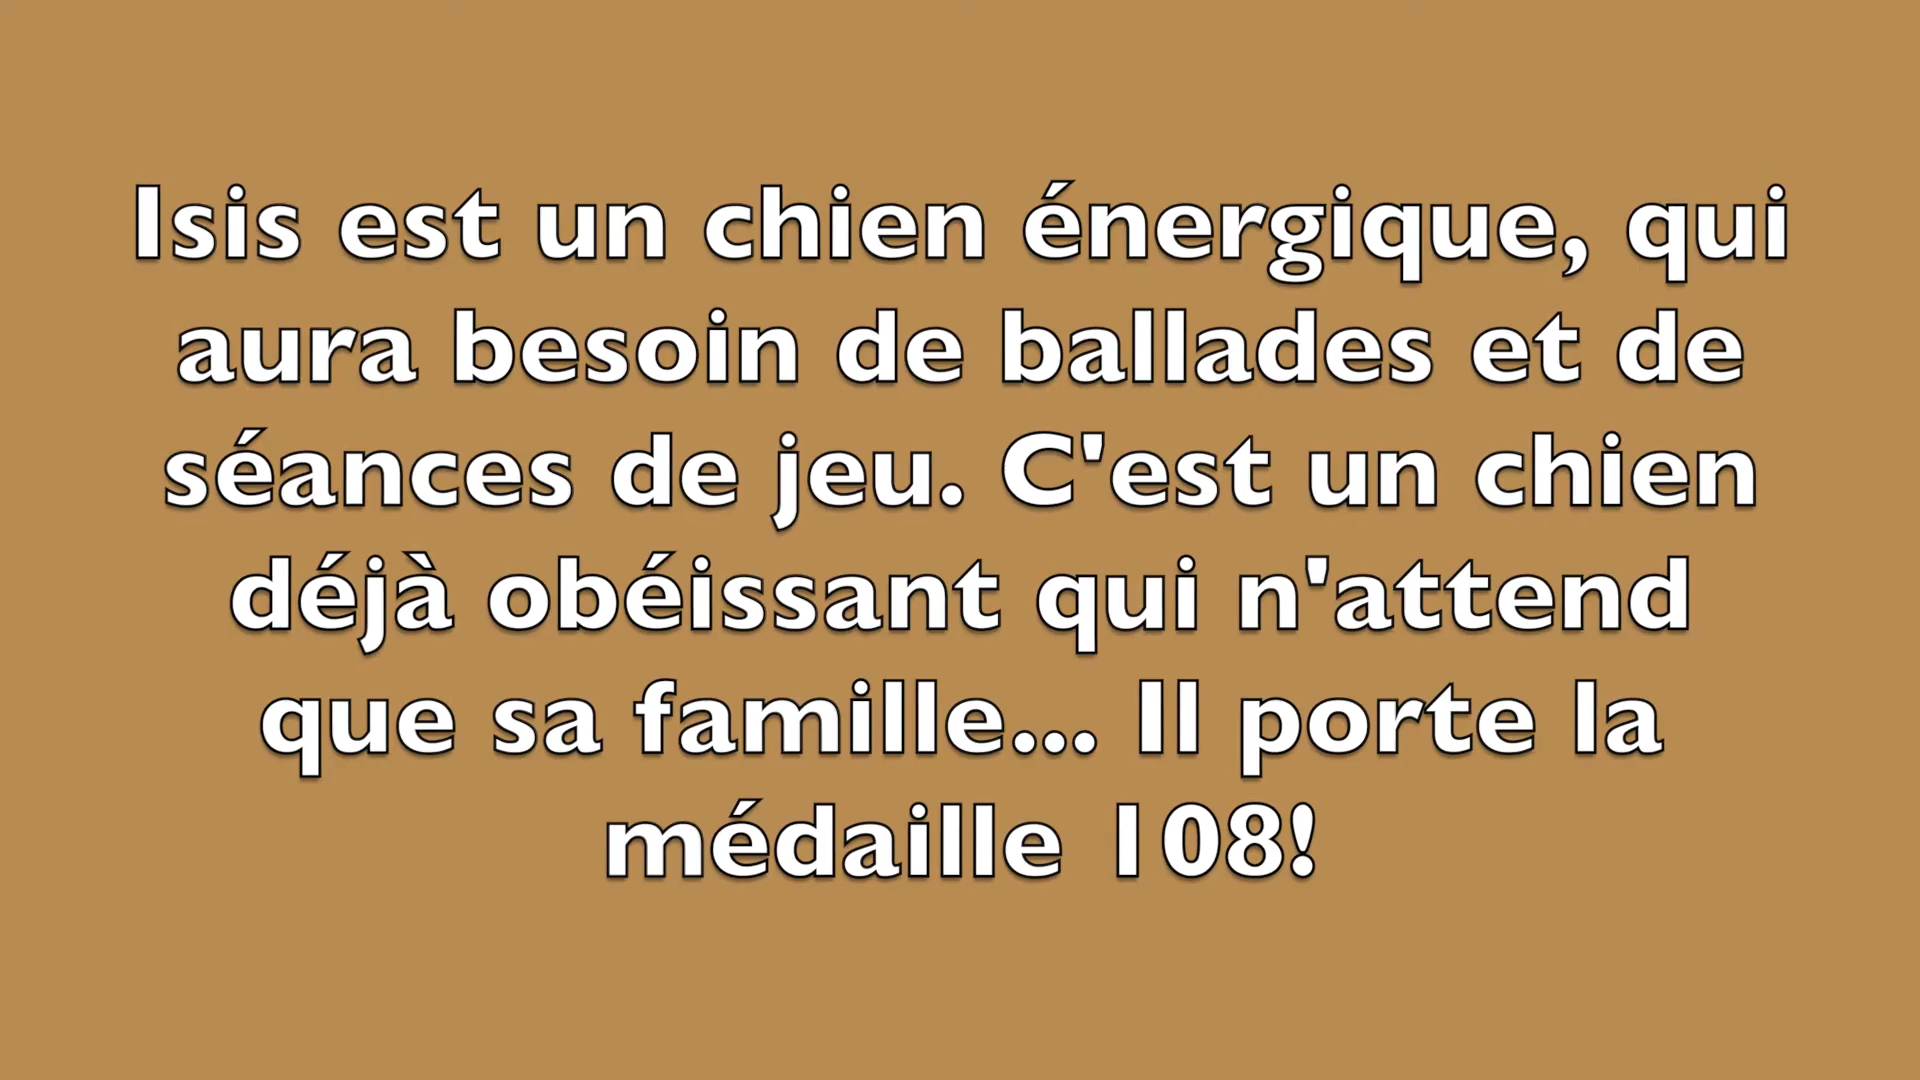 Isis est un chien énergique, qui
aura besoin de ballades et de
séances de jeu. C'est un chien
déjà obéissant qui n'attend
que sa famille... Il porte la
médaille 108!